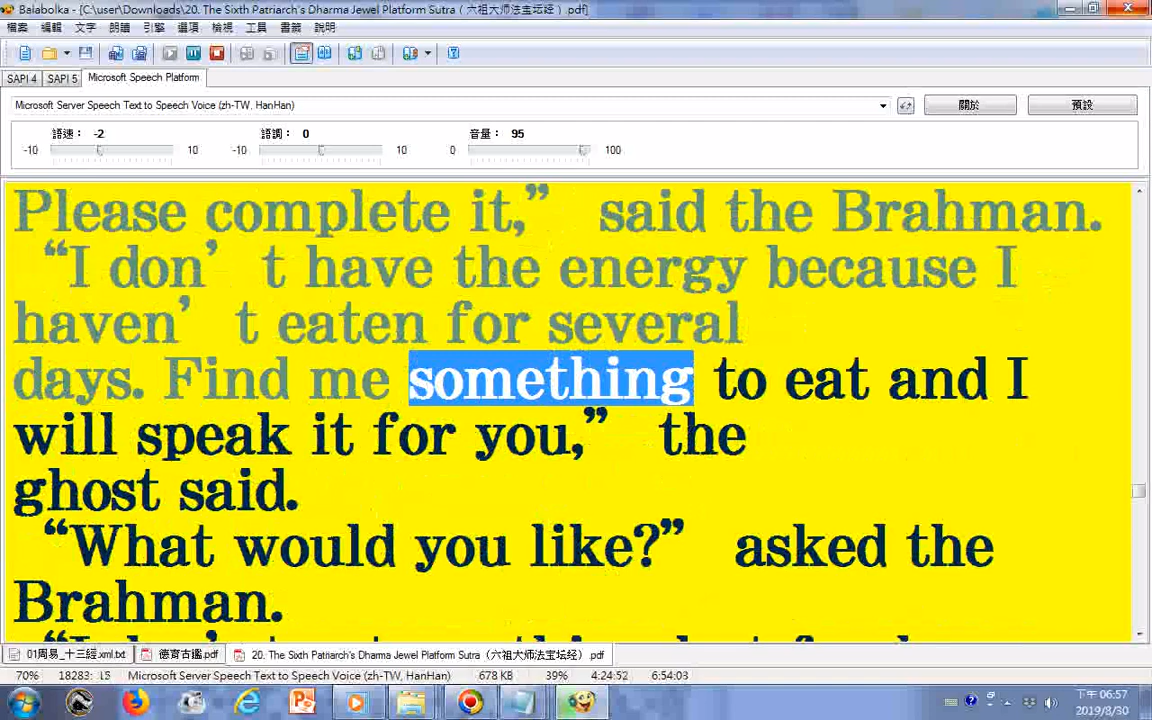 Balabolka - [C:\user\Downloads\20. The Sixth Patriarch's Dharma Jewel Platform Sutra（六祖大师法宝坛经）.pdf]
檔案 編輯 文字 朗讀 引擎 選項 檢視 工具 書籤 說明
SAPI 4 SAPI 5 Microsoft Speech Platform
Microsoft Server Speech Text to Speech Voice (zh-TW, HanHan) 關於 預設
語速： -2 語調： 0 音量： 95
-10 10 -10 10 0 100
Please complete it,” said the Brahman.
“I don’ t have the energy because I
haven’ t eaten for several
days. Find me something to eat and I
will speak it for you,” the
ghost said.
“What would you like?” asked the
Brahman.
01周易_十三經.txt 德育古鑑.pdf 20. The Sixth Patriarch's Dharma Jewel Platform Sutra（六祖大师法宝坛经）.pdf
70% 18283: 15 Microsoft Server Speech Text to Speech Voice (zh-TW, HanHan) 678 KB 39% 4:24:52 6:54:03
下午 06:57
2019/8/30